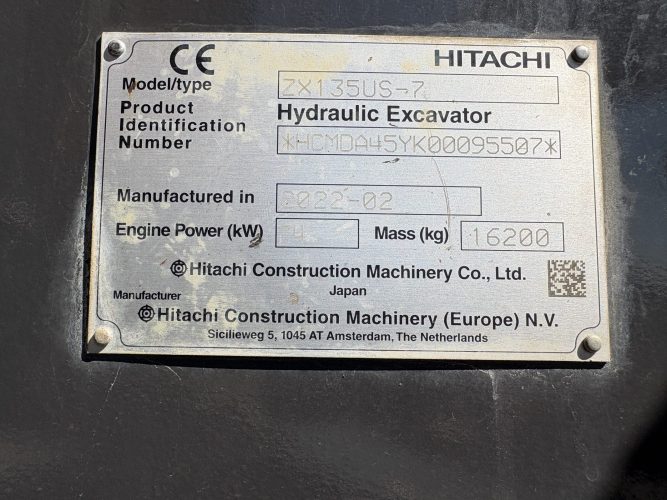 CE HITACHI
Model/type ZX135US-7
Product Hydraulic Excavator
Identification
Number *HCMDA45YK00095507*
Manufactured in 2022-02
Engine Power (kW) Mass (kg) 16200
Hitachi Construction Machinery Co., Ltd.
Japan
Manufacturer
Hitachi Construction Machinery (Europe) N.V.
Sicilieweg 5, 1045 AT Amsterdam, The Netherlands